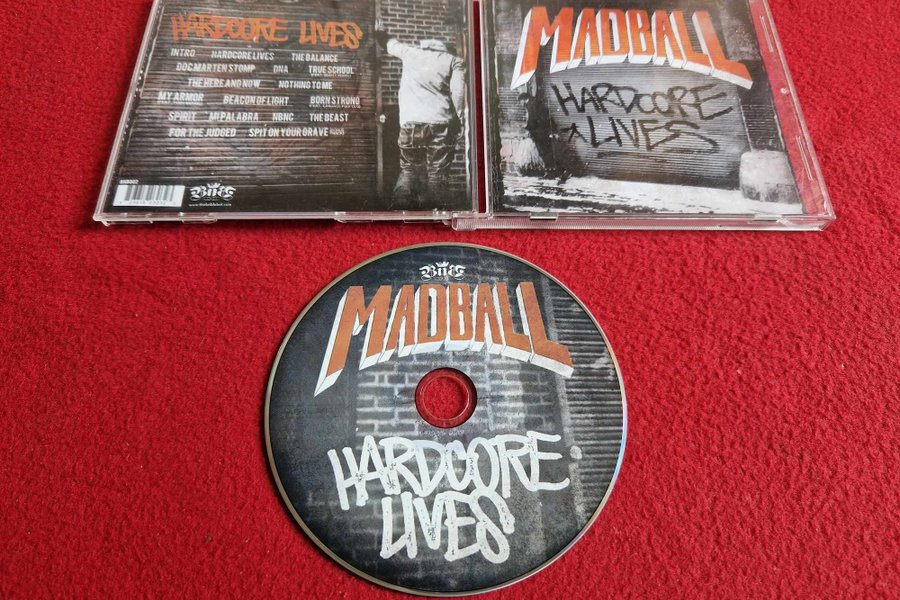 HARDCORE LIVES
INTRO HARDCORE LIVES THE BALANCE
DOC MARTEN STOMP DNA TRUE SCHOOL
THE HERE AND NOW NOTHING TO ME
MY ARMOR BEACON OF LIGHT BORN STRONG
SPIRIT MI PALABRA NBNC THE BEAST
FOR THE JUDGED SPIT ON YOUR GRAVE
MADBALL
HARDCORE
LIVES
MADBALL
HARDCORE
LIVES